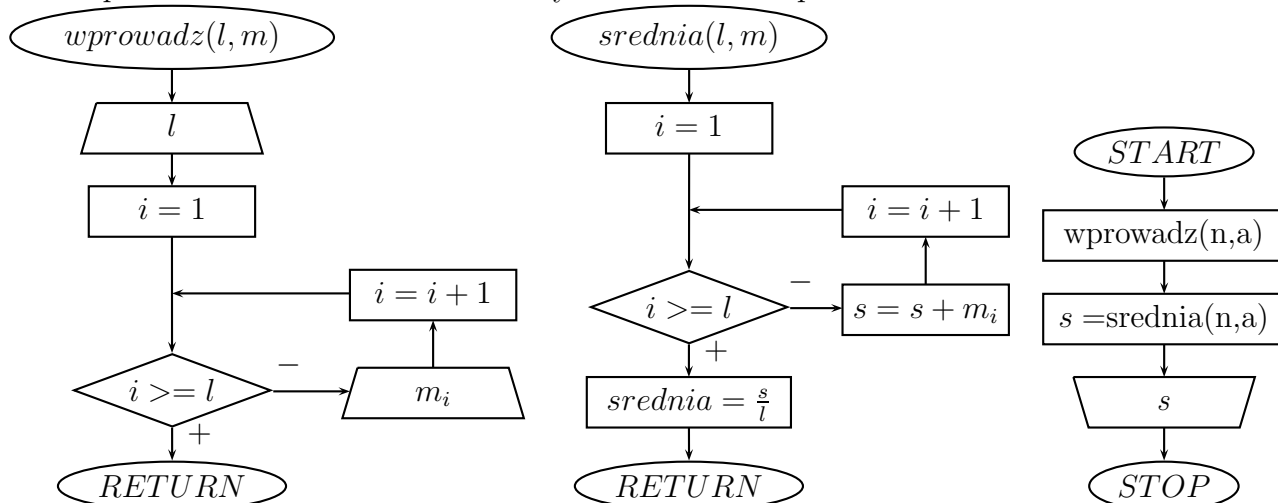 wprowadz(l, m)
l
i = 1
i = i + 1
i >= l
−
m_i
+
RETURN
srednia(l, m)
i = 1
i = i + 1
i >= l
−
s = s + m_i
+
srednia = s/l
RETURN
START
wprowadz(n,a)
s =srednia(n,a)
s
STOP